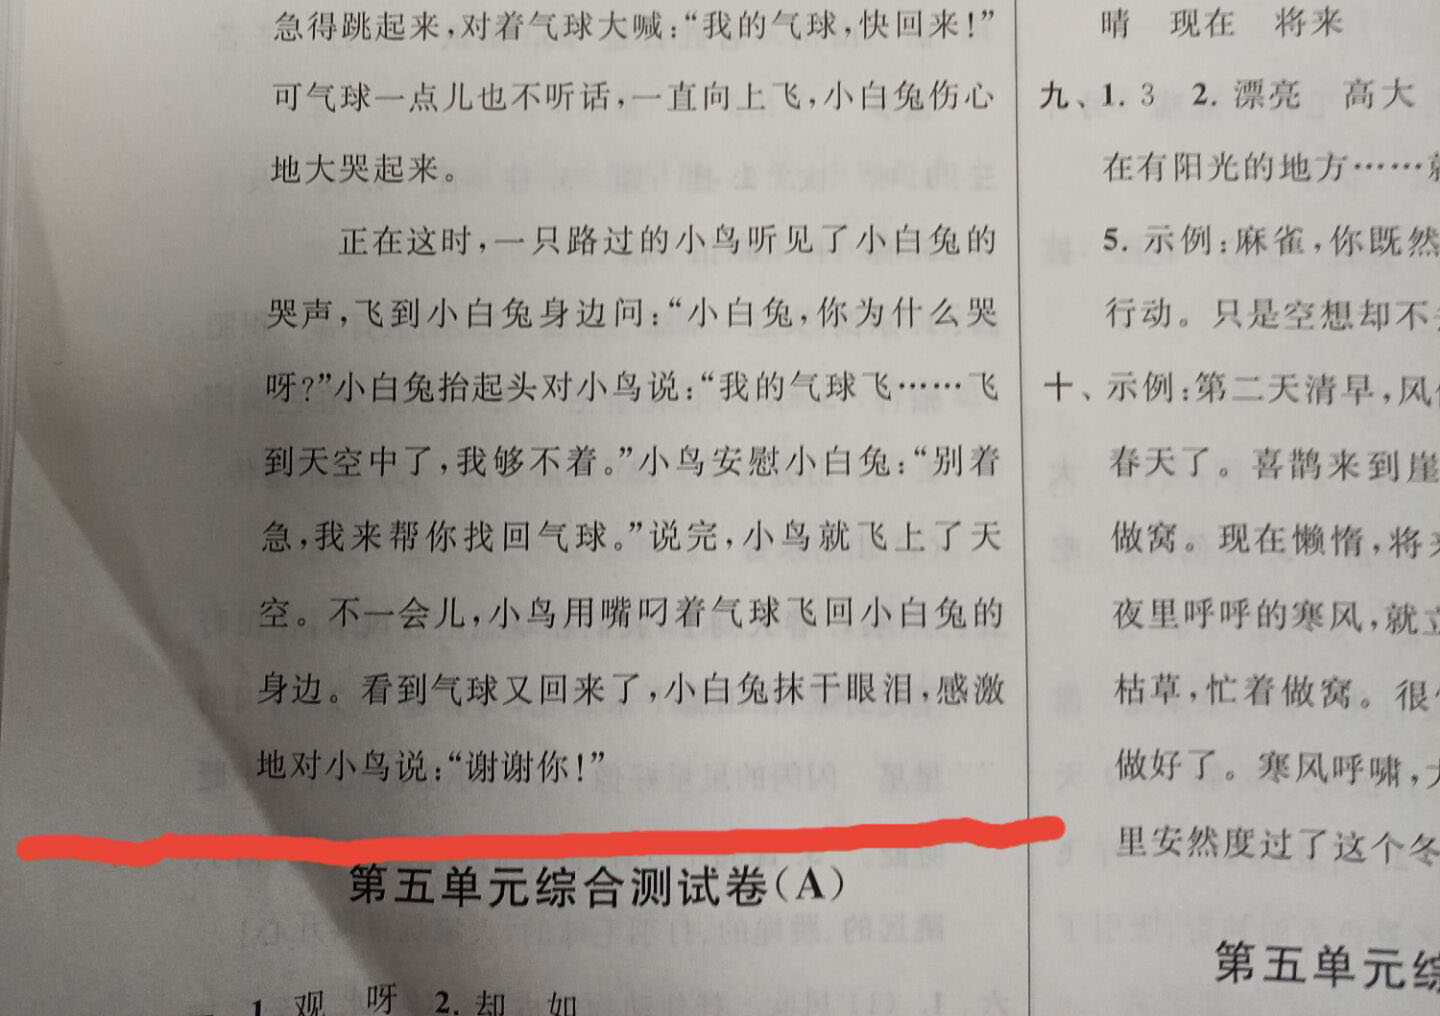 急得跳起来,对着气球大喊:“我的气球,快回来!”
可气球一点儿也不听话,一直向上飞,小白兔伤心
地大哭起来。
正在这时,一只路过的小鸟听见了小白兔的
哭声,飞到小白兔身边问:“小白兔,你为什么哭
呀?”小白兔抬起头对小鸟说:“我的气球飞……飞
到天空中了,我够不着。”小鸟安慰小白兔:“别着
急,我来帮你找回气球。”说完,小鸟就飞上了天
空。不一会儿,小鸟用嘴叼着气球飞回小白兔的
身边。看到气球又回来了,小白兔抹干眼泪,感激
地对小鸟说:“谢谢你!”
第五单元综合测试卷(A)
1. 观 呀 2. 却 如
晴 现在 将来
九、1. 3 2. 漂亮 高大
在有阳光的地方……
5. 示例:麻雀,你既然
行动。只是空想却不
十、示例:第二天清早,风
春天了。喜鹊来到崖
做窝。现在懒惰,将
夜里呼呼的寒风,就立
枯草,忙着做窝。很
做好了。寒风呼啸,
里安然度过了这个冬
第五单元综